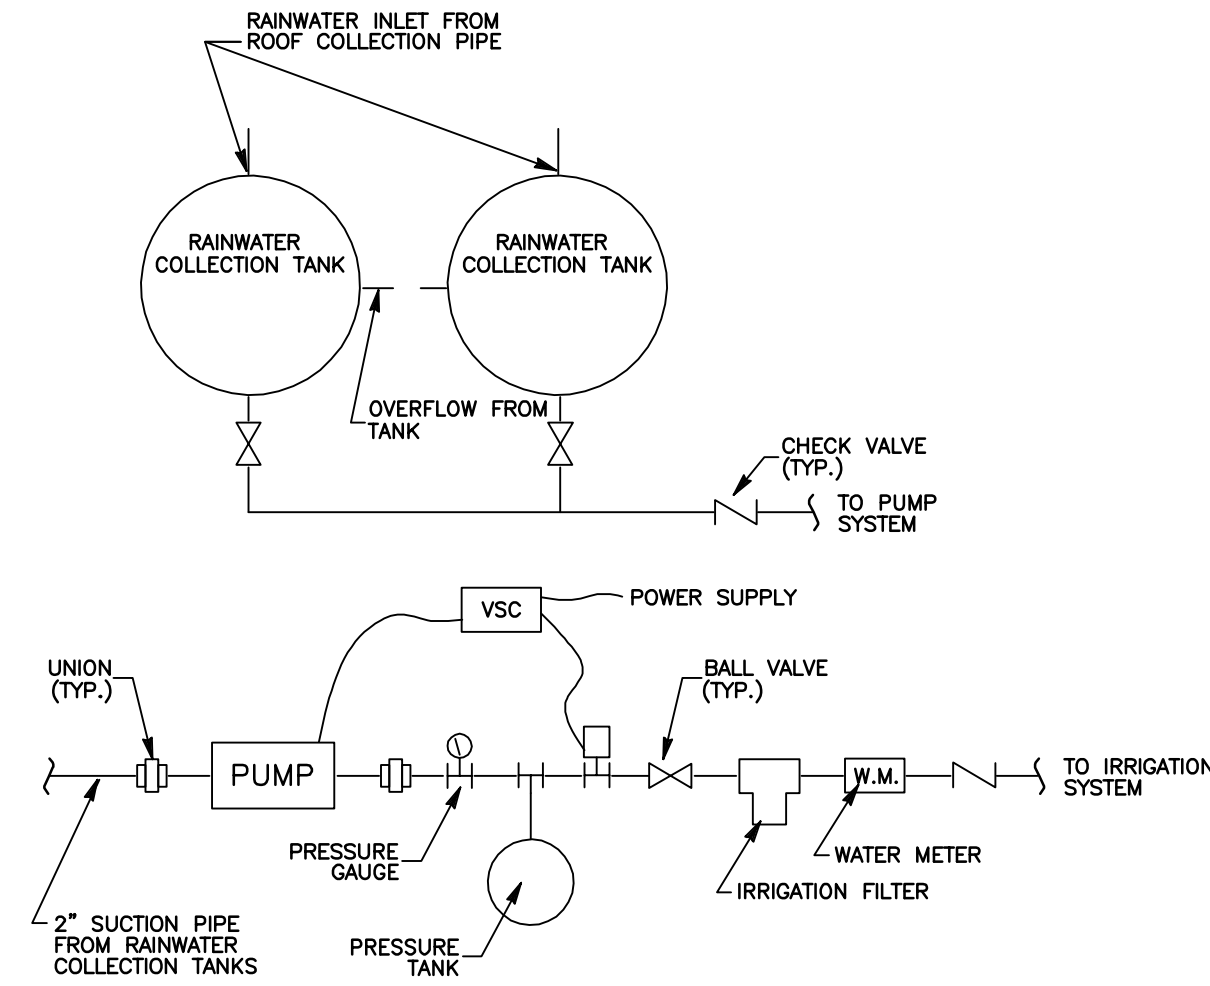 RAINWATER INLET FROM
ROOF COLLECTION PIPE
RAINWATER
COLLECTION TANK
RAINWATER
COLLECTION TANK
OVERFLOW FROM
TANK
CHECK VALVE
(TYP.)
TO PUMP
SYSTEM
VSC
POWER SUPPLY
UNION
(TYP.)
BALL VALVE
(TYP.)
PUMP
W.M.
TO IRRIGATION
SYSTEM
PRESSURE
GAUGE
WATER METER
IRRIGATION FILTER
2" SUCTION PIPE
FROM RAINWATER
COLLECTION TANKS
PRESSURE
TANK